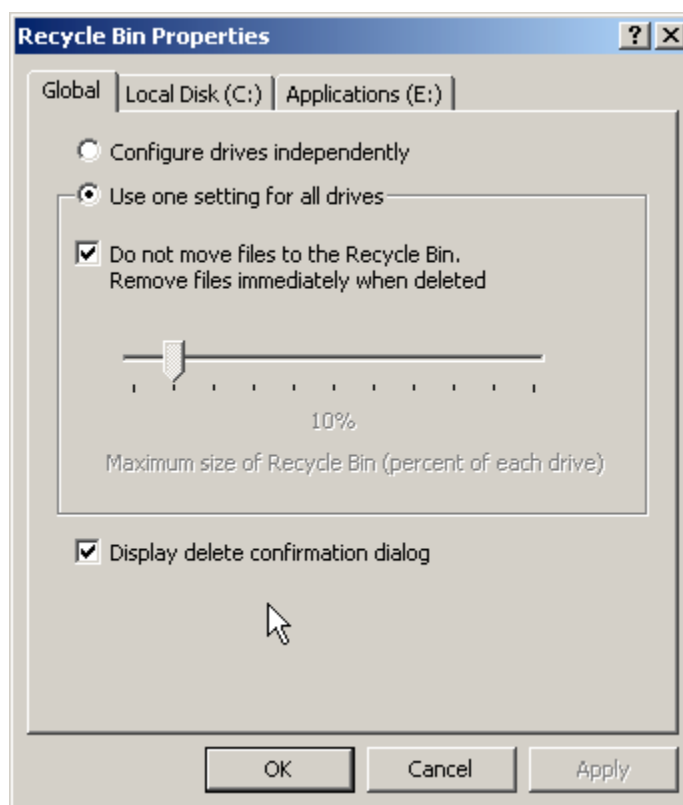 Recycle Bin Properties
Global Local Disk (C:) Applications (E:)
Configure drives independently
Use one setting for all drives
Do not move files to the Recycle Bin.
Remove files immediately when deleted
10%
Maximum size of Recycle Bin (percent of each drive)
Display delete confirmation dialog
OK Cancel Apply